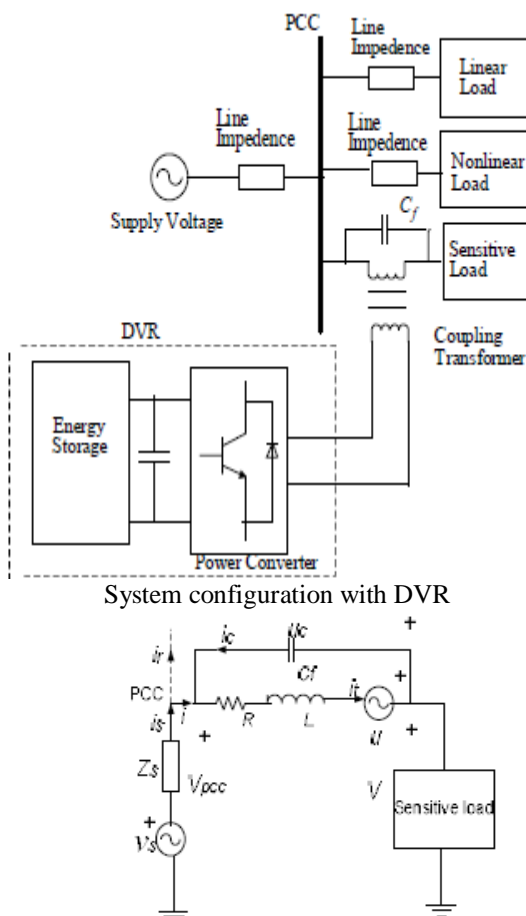 PCC
Line
Impedence
Linear
Load
Line
Impedence
Line
Impedence
Nonlinear
Load
Supply Voltage
Cf
Sensitive
Load
DVR
Coupling
Transformer
Energy
Storage
Power Converter
System configuration with DVR
+
ic
uc
+
ir
Cf
it
+
PCC
i
is
+
R
L
u
+
Zs
Vpcc
V
Sensitive load
+
Vs